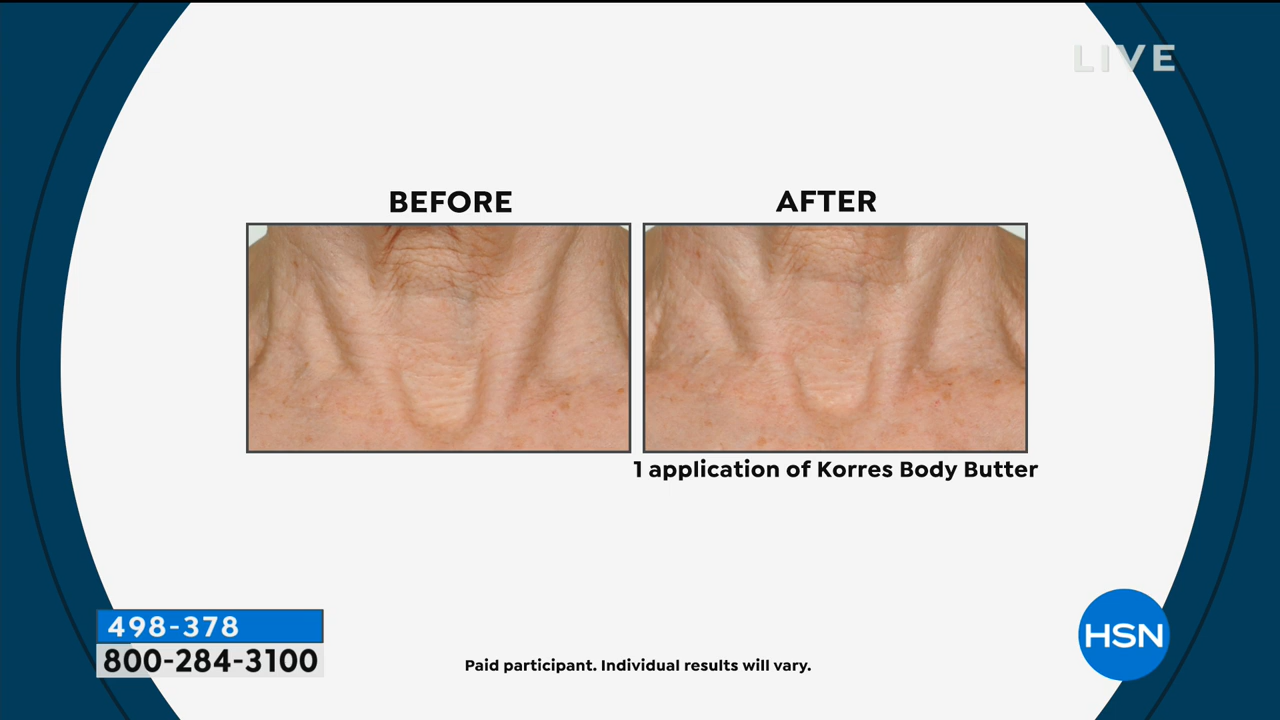 LIVE
BEFORE
AFTER
1 application of Korres Body Butter
498-378
800-284-3100
Paid participant. Individual results will vary.
HSN